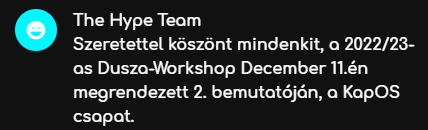 The Hype Team
Szeretettel köszönt mindenkit, a 2022/23-
as Dusza-Workshop December 11.én
megrendezett 2. bemutatóján, a KapOS
csapat.